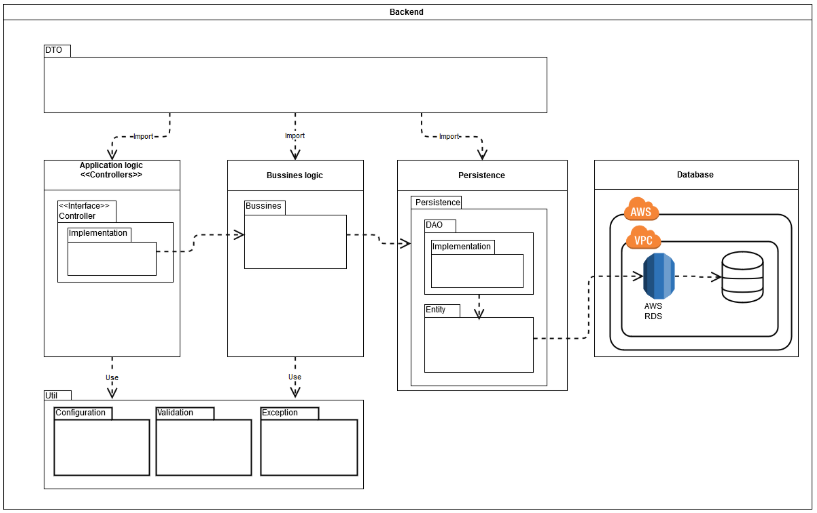 Backend
DTO
Import
Import
Import
Application logic
<<Controllers>>
Bussines logic
Persistence
Database
<<Interface>>
Controller
Implementation
Bussines
Persistence
DAO
Implementation
Entity
AWS
VPC
AWS
RDS
Use
Use
Util
Configuration
Validation
Exception